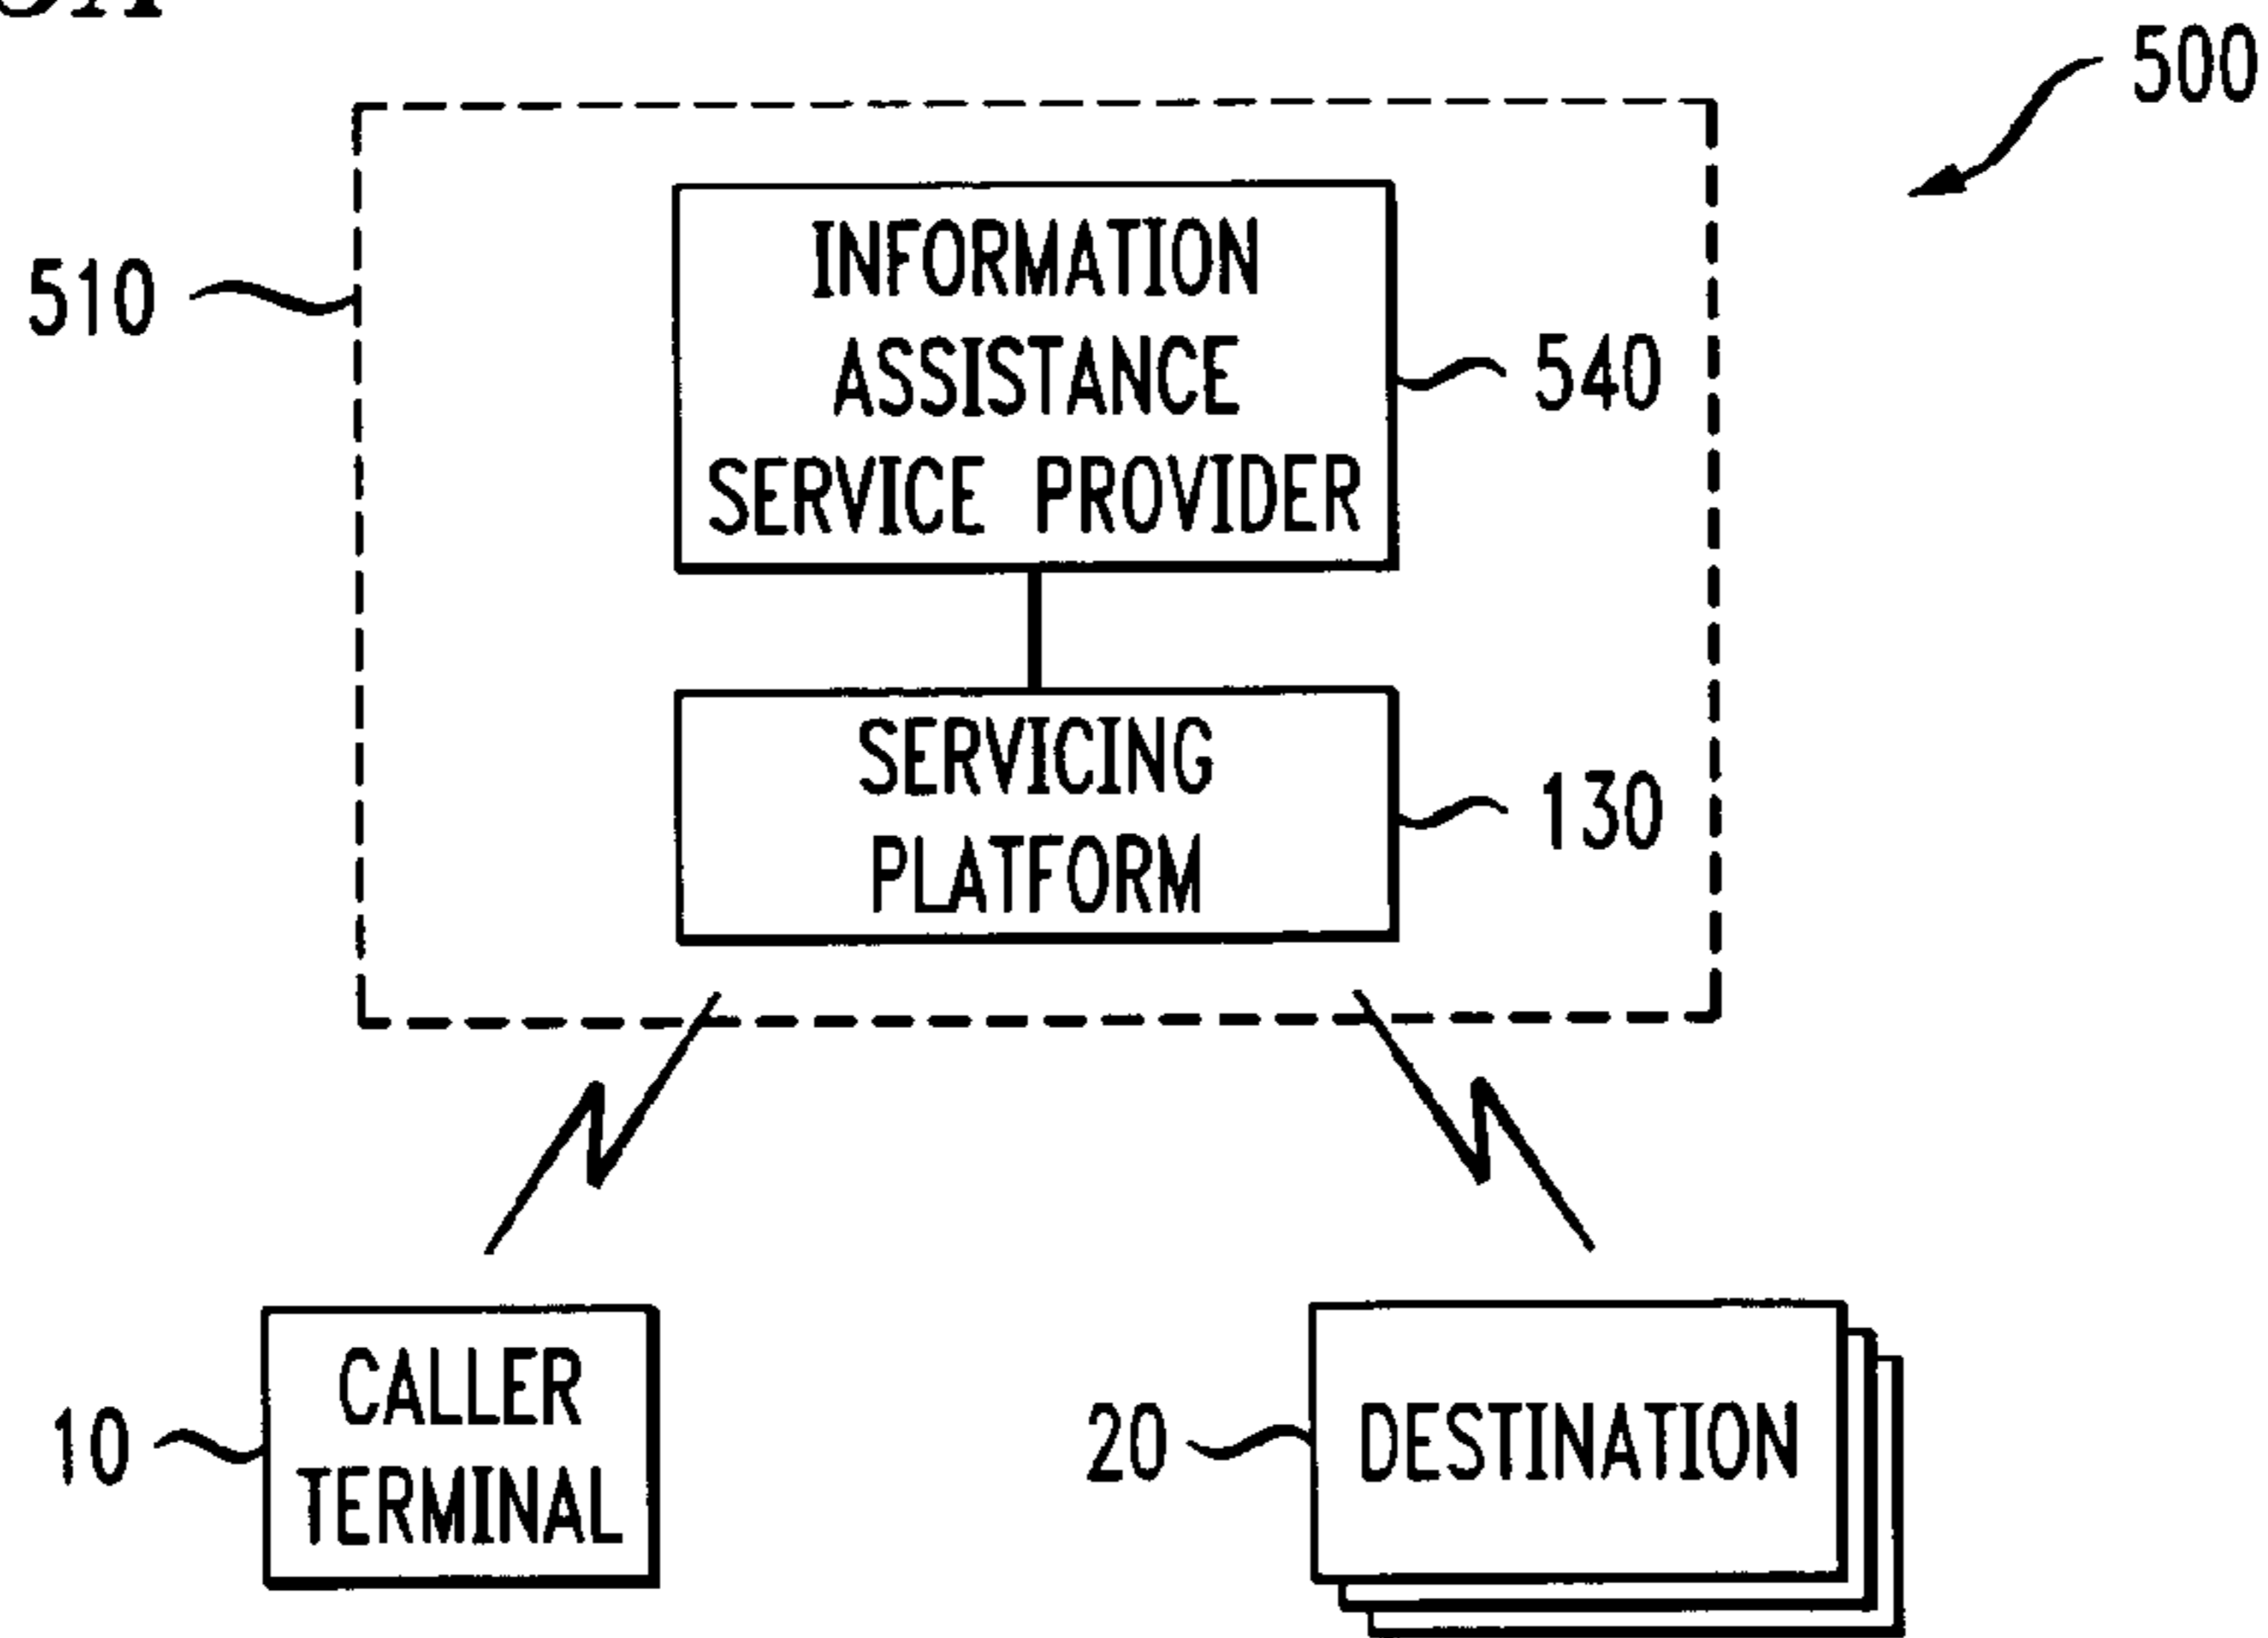 500
510
INFORMATION
ASSISTANCE
SERVICE PROVIDER
540
SERVICING
PLATFORM
130
CALLER
TERMINAL
10
20
DESTINATION